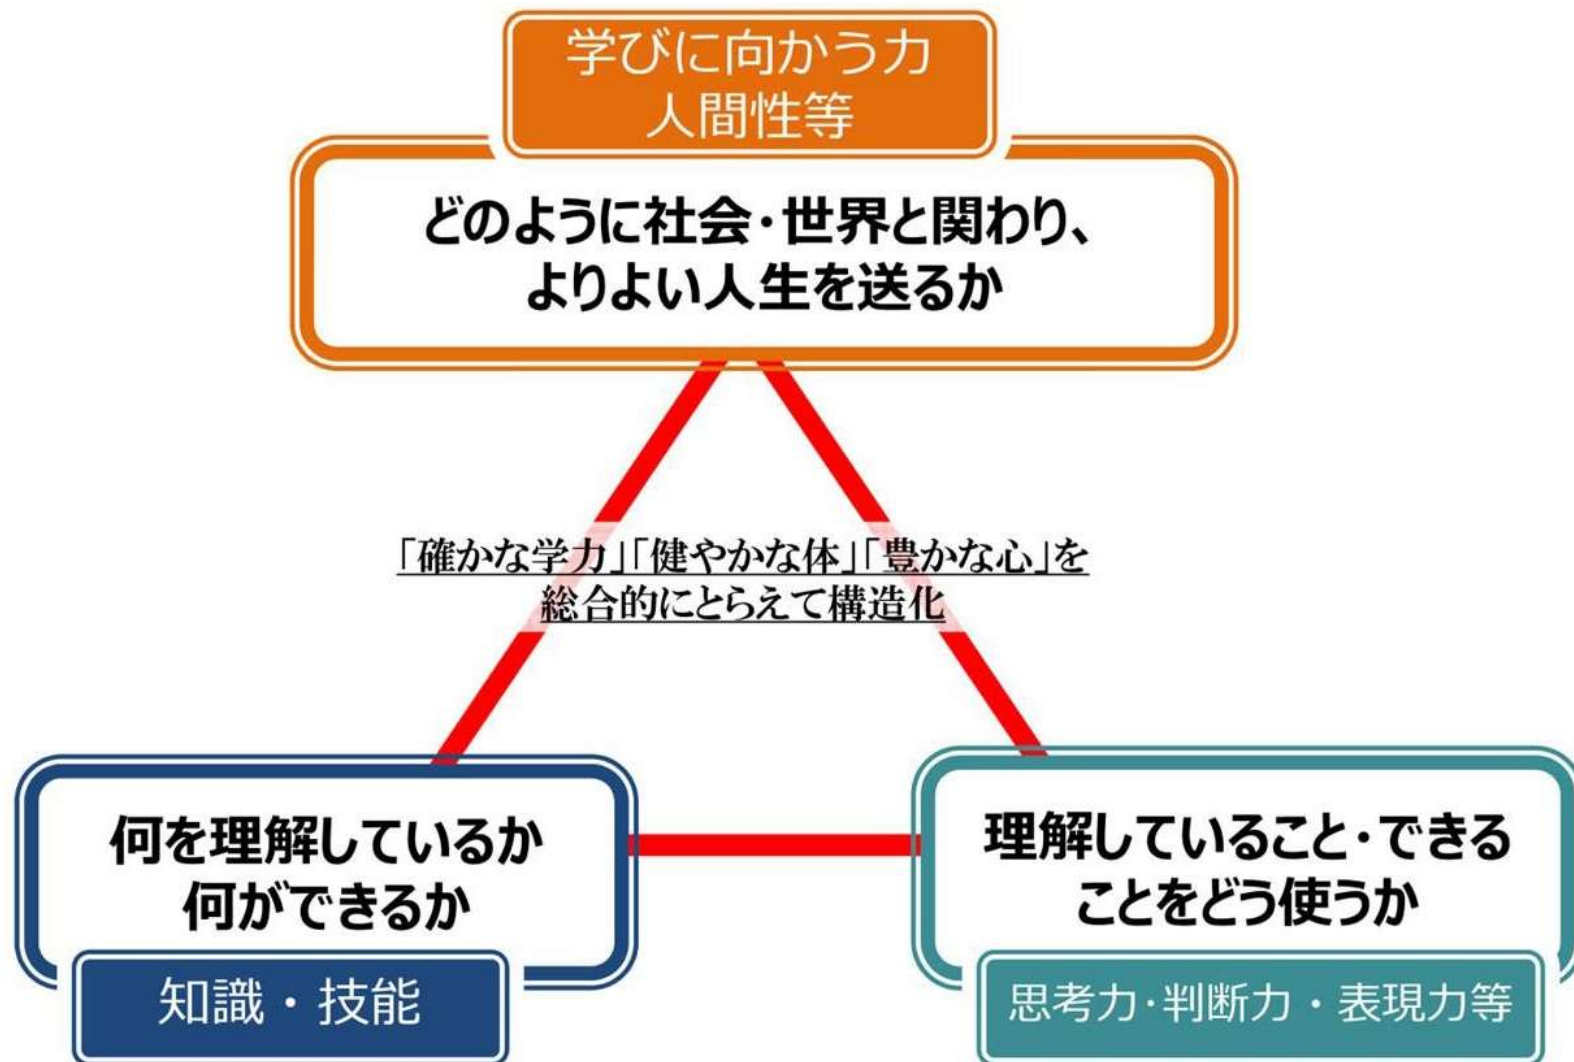 学びに向かう力
人間性等
どのように社会・世界と関わり、
よりよい人生を送るか
「確かな学力」「健やかな体」「豊かな心」を
総合的にとらえて構造化
何を理解しているか
何ができるか
知識・技能
理解していること・できる
ことをどう使うか
思考力・判断力・表現力等